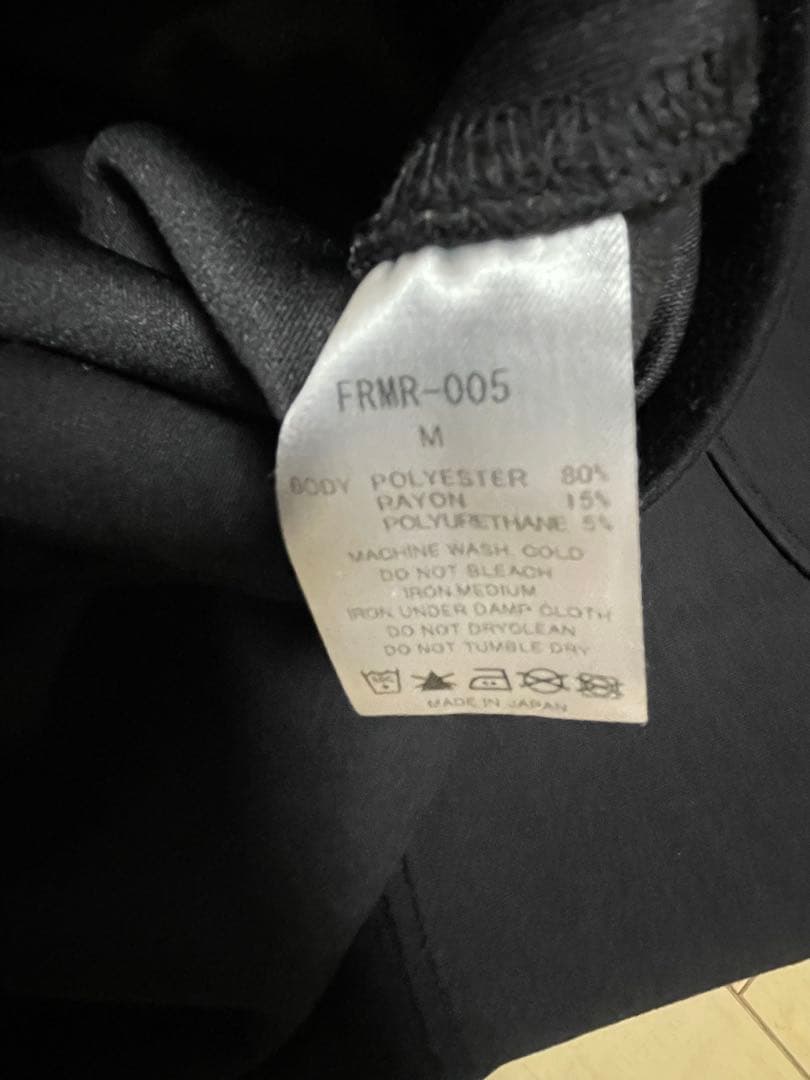 FRMR-005
M
BODY POLYESTER 80%
RAYON 15%
POLYURETHANE 5%
MACHINE WASH. COLD
DO NOT BLEACH
IRON MEDIUM
IRON UNDER DAMP CLOTH
DO NOT DRYCLEAN
DO NOT TUMBLE DRY
MADE IN JAPAN